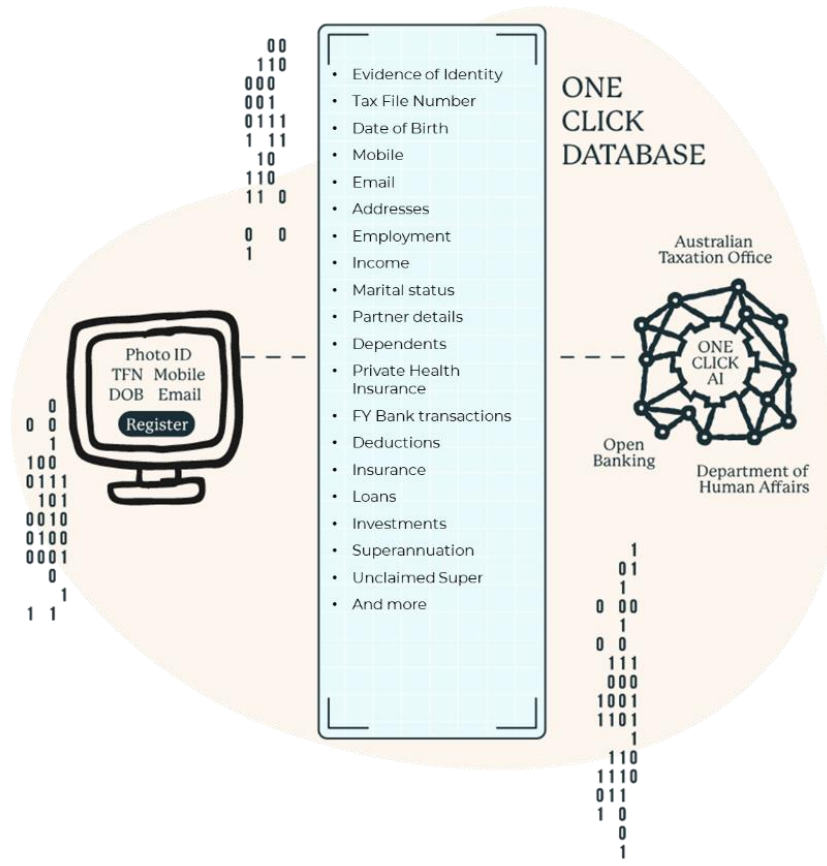 00
110
000
001
0111
1 11
10
110
11 0
0 0
1
• Evidence of Identity
• Tax File Number
• Date of Birth
• Mobile
• Email
• Addresses
• Employment
• Income
• Marital status
• Partner details
• Dependents
• Private Health
Insurance
• FY Bank transactions
• Deductions
• Insurance
• Loans
• Investments
• Superannuation
• Unclaimed Super
• And more
ONE
CLICK
DATABASE
Photo ID
TFN Mobile
DOB Email
Register
0
0 0
1
100
0111
101
0010
0100
0001
0
1
1 1
Australian
Taxation Office
ONE
CLICK
AI
Open
Banking
Department of
Human Affairs
1
01
1
0 00
1
0 0
111
000
1001
1101
1
110
1110
011
1 0
0
1